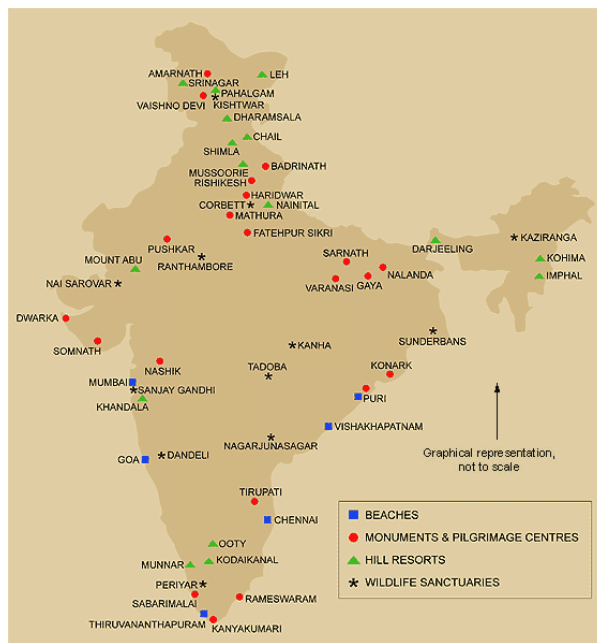 AMARNATH
LEH
SRINAGAR
PAHALGAM
VAISHNO DEVI
KISHTWAR
DHARAMSALA
CHAIL
SHIMLA
MUSSOORIE
BADRINATH
RISHIKESH
HARIDWAR
CORBETT
NAINITAL
MATHURA
FATEHPUR SIKRI
PUSHKAR
RANTHAMBORE
MOUNT ABU
NAI SAROVAR
SARNATH
DARJEELING
KAZIRANGA
KOHIMA
VARANASI
GAYA
NALANDA
IMPHAL
DWARKA
SOMNATH
KANHA
SUNDERBANS
NASHIK
TADOBA
KONARK
MUMBAI
SANJAY GANDHI
KHANDALA
PURI
VISHAKHAPATNAM
NAGARJUNASAGAR
GOA
DANDELI
Graphical representation,
not to scale
TIRUPATI
CHENNAI
OOTY
MUNNAR
KODAIKANAL
PERIYAR
SABARIMALAI
RAMESWARAM
THIRUVANANTHAPURAM
KANYAKUMARI
BEACHES
MONUMENTS & PILGRIMAGE CENTRES
HILL RESORTS
WILDLIFE SANCTUARIES